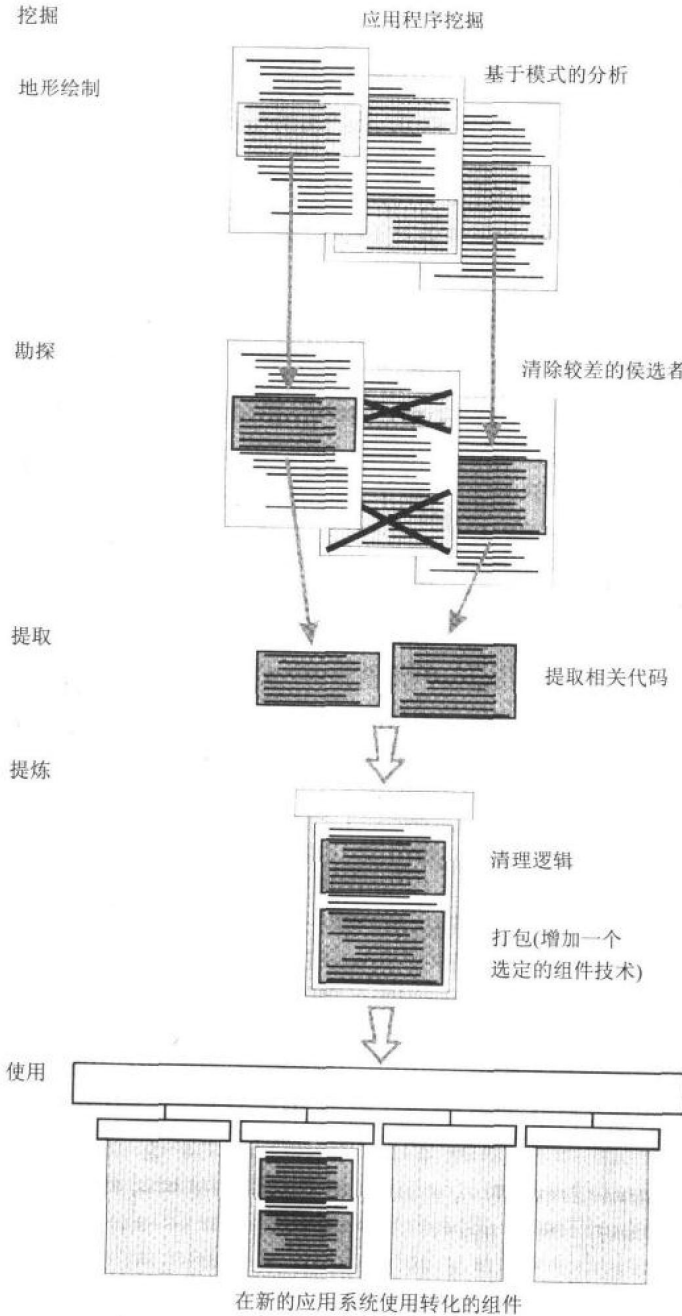 挖掘
应用程序挖掘
地形绘制
基于模式的分析
勘探
清除较差的侯选者
提取
提取相关代码
提炼
清理逻辑
打包(增加一个
选定的组件技术)
使用
在新的应用系统使用转化的组件